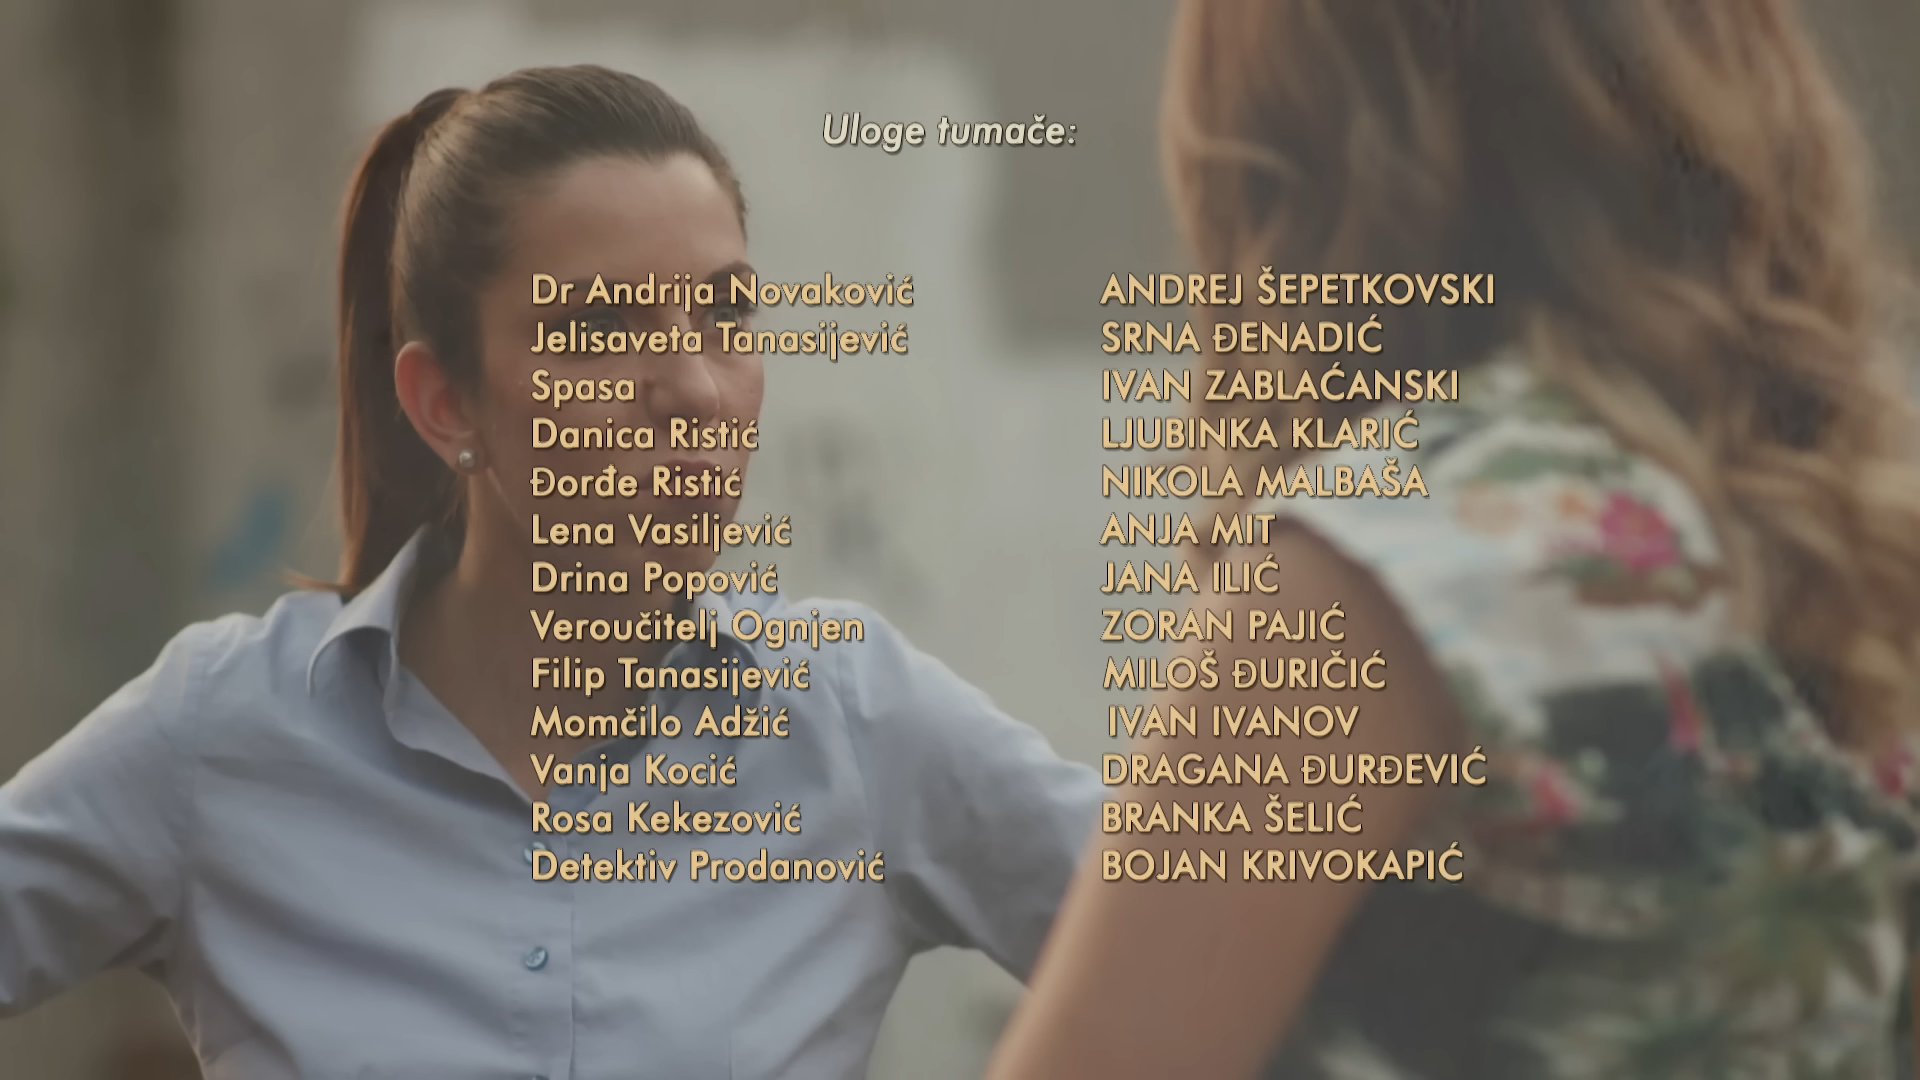 Uloge tumače:
Dr Andrija Novaković ANDREJ ŠEPETKOVSKI
Jelisaveta Tanasijević SRNA ĐENADIĆ
Spasa IVAN ZABLAĆANSKI
Danica Ristić LJUBINKA KLARIĆ
Đorđe Ristić NIKOLA MALBAŠA
Lena Vasiljević ANJA MIT
Drina Popović JANA ILIĆ
Veroučitelj Ognjen ZORAN PAJIĆ
Filip Tanasijević MILOŠ ĐURIČIĆ
Momčilo Adžić IVAN IVANOV
Vanja Kocić DRAGANA ĐURĐEVIĆ
Rosa Kekezović BRANKA ŠELIĆ
Detektiv Prodanović BOJAN KRIVOKAPIĆ